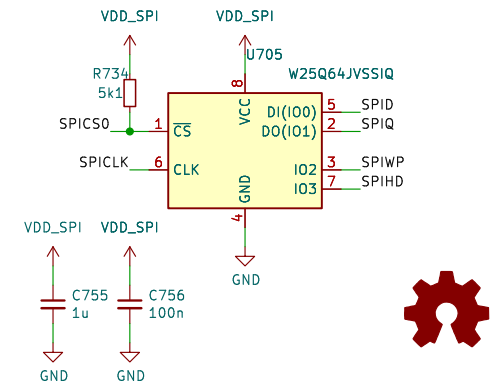 VDD_SPI VDD_SPI
U705
R734 W25Q64JVSSIQ
5k1 8
VCC
DI(IO0) 5 SPID
SPICS0 1 CS DO(IO1) 2 SPIQ
SPICLK 6 CLK IO2 3 SPIWP
IO3 7 SPIHD
GND
4
VDD_SPI VDD_SPI
GND
C755 C756
1u 100n
GND GND